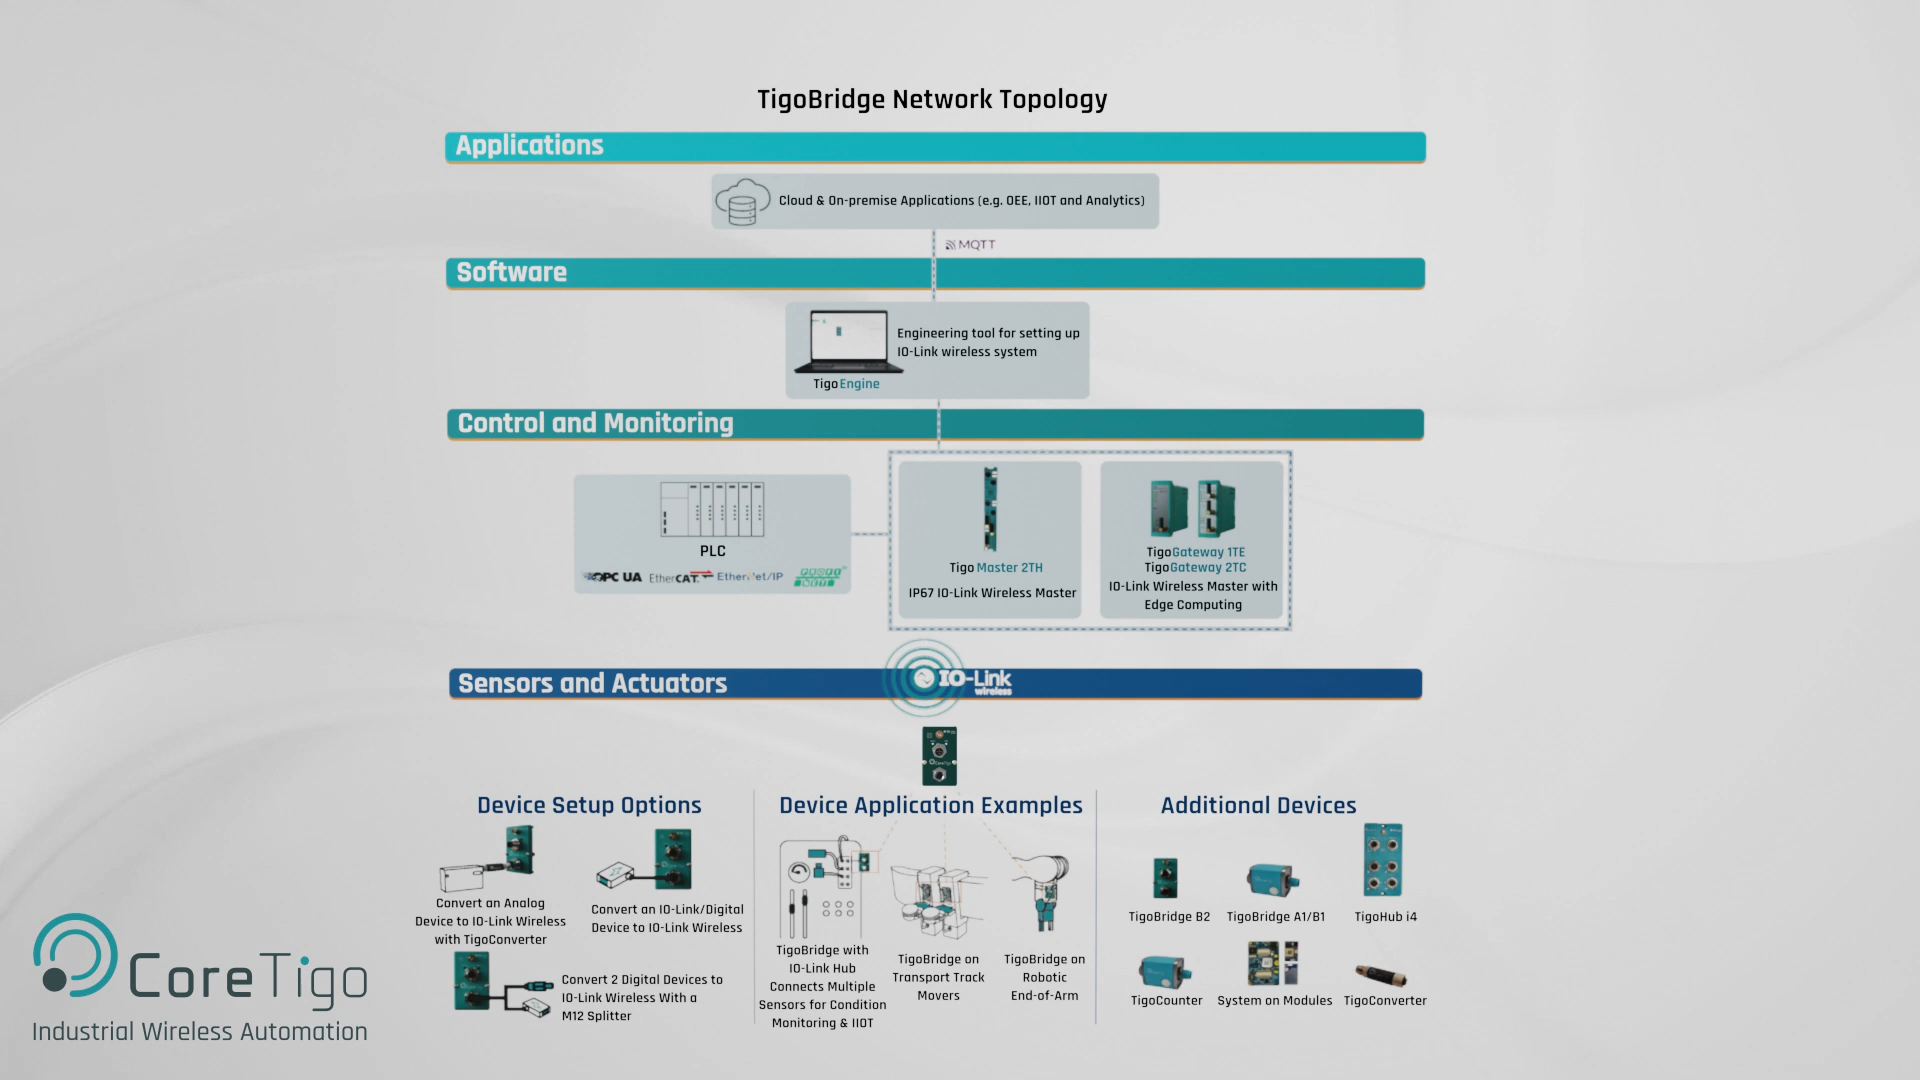 TigoBridge Network Topology
Applications
Cloud & On-premise Applications (e.g. OEE, IIOT and Analytics)
MQTT
Software
Engineering tool for setting up
IO-Link wireless system
TigoEngine
Control and Monitoring
PLC
OPC UA EtherCAT EtherNet/IP PROFI
NET
Tigo Master 2TH
IP67 IO-Link Wireless Master
TigoGateway 1TE
TigoGateway 2TC
IO-Link Wireless Master with
Edge Computing
Sensors and Actuators
IO-Link
wireless
Device Setup Options
Convert an Analog
Device to IO-Link Wireless
with TigoConverter
Convert an IO-Link/Digital
Device to IO-Link Wireless
Convert 2 Digital Devices to
IO-Link Wireless With a
M12 Splitter
Device Application Examples
TigoBridge with
IO-Link Hub
Connects Multiple
Sensors for Condition
Monitoring & IIOT
TigoBridge on
Transport Track
Movers
TigoBridge on
Robotic
End-of-Arm
Additional Devices
TigoBridge B2
TigoBridge A1/B1
TigoHub i4
TigoCounter
System on Modules
TigoConverter
CoreTigo
Industrial Wireless Automation